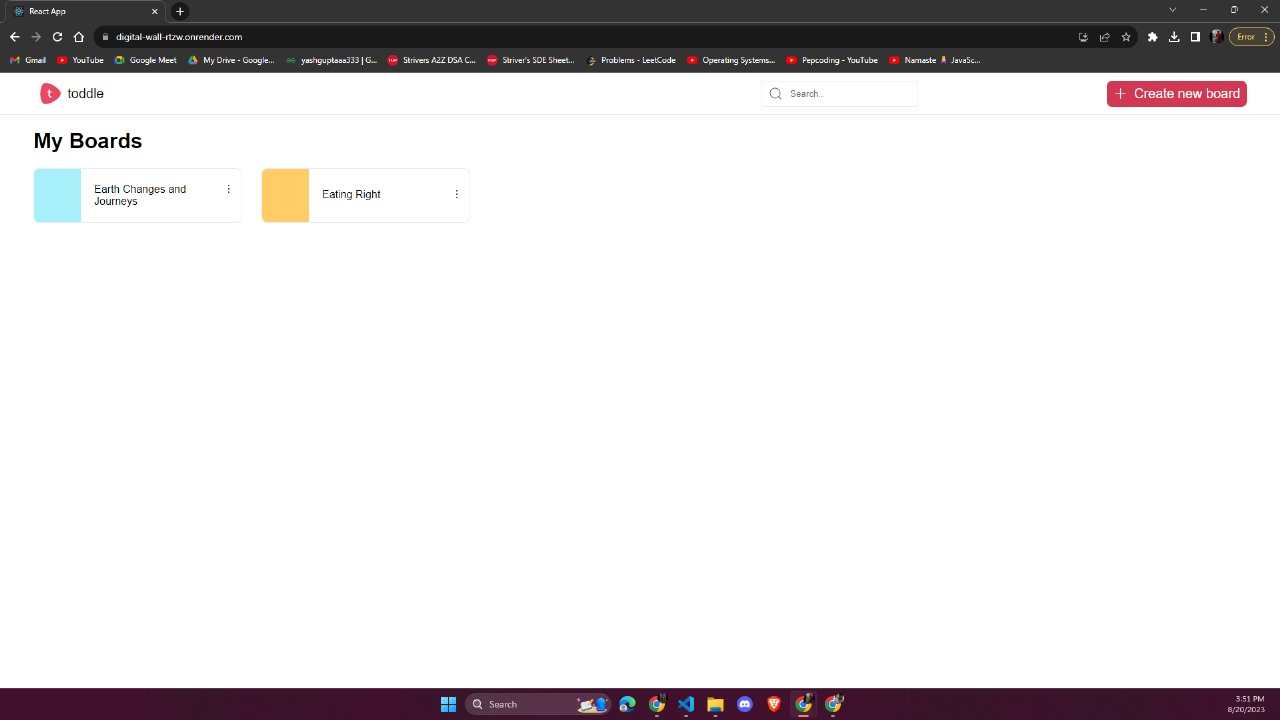 React App
digital-wall-rtzw.onrender.com
Error
Gmail
YouTube
Google Meet
My Drive - Google...
yashguptaaa333 | G...
Strivers A2Z DSA C...
Striver's SDE Sheet...
Problems - LeetCode
Operating Systems...
Pepcoding - YouTube
Namaste 🙏 JavaSc...
t toddle
Search..
Create new board
My Boards
Earth Changes and
Journeys
Eating Right
Search
3:51 PM
8/20/2023